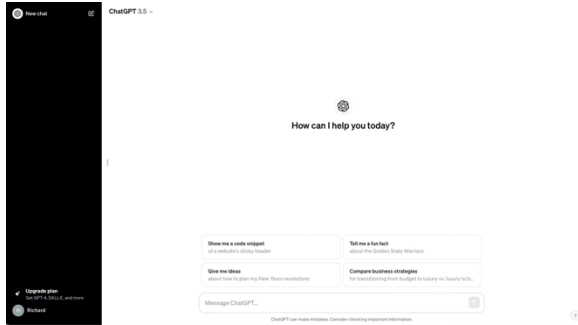 New chat
ChatGPT 3.5
How can I help you today?
Show me a code snippet
of a website's sticky header
Tell me a fun fact
about the Golden State Warriors
Give me ideas
about how to plan my New Years resolutions
Compare business strategies
for transitioning from budget to luxury vs. luxury to b...
Upgrade plan
Get GPT-4, DALL·E, and more
Richard
Message ChatGPT...
ChatGPT can make mistakes. Consider checking important information.
?